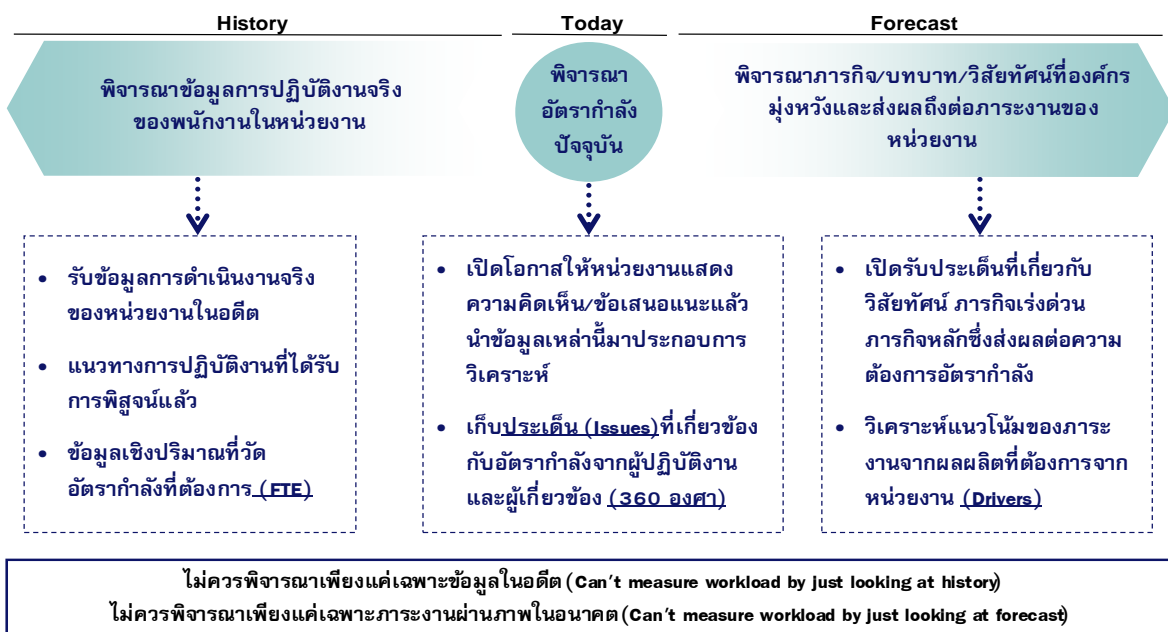 History
Today
Forecast
พิจารณาข้อมูลการปฏิบัติงานจริง
ของพนักงานในหน่วยงาน
พิจารณา
อัตรากำลัง
ปัจจุบัน
พิจารณาภารกิจ/บทบาท/วิสัยทัศน์ที่องค์กร
มุ่งหวังและส่งผลถึงต่อภาระงานของ
หน่วยงาน
• รับข้อมูลการดำเนินงานจริง
ของหน่วยงานในอดีต
• แนวทางการปฏิบัติงานที่ได้รับ
การพิสูจน์แล้ว
• ข้อมูลเชิงปริมาณที่วัด
อัตรากำลังที่ต้องการ (FTE)
• เปิดโอกาสให้หน่วยงานแสดง
ความคิดเห็น/ข้อเสนอแนะแล้ว
นำข้อมูลเหล่านี้มาประกอบการ
วิเคราะห์
• เก็บประเด็น (Issues)ที่เกี่ยวข้อง
กับอัตรากำลังจากผู้ปฏิบัติงาน
และผู้เกี่ยวข้อง (360 องศา)
• เปิดรับประเด็นที่เกี่ยวกับ
วิสัยทัศน์ ภารกิจเร่งด่วน
ภารกิจหลักซึ่งส่งผลต่อความ
ต้องการอัตรากำลัง
• วิเคราะห์แนวโน้มของภาระ
งานจากผลผลิตที่ต้องการจาก
หน่วยงาน (Drivers)
ไม่ควรพิจารณาเพียงแค่เฉพาะข้อมูลในอดีต (Can't measure workload by just looking at history)
ไม่ควรพิจารณาเพียงแค่เฉพาะภาระงานผ่านภาพในอนาคต (Can't measure workload by just looking at forecast)